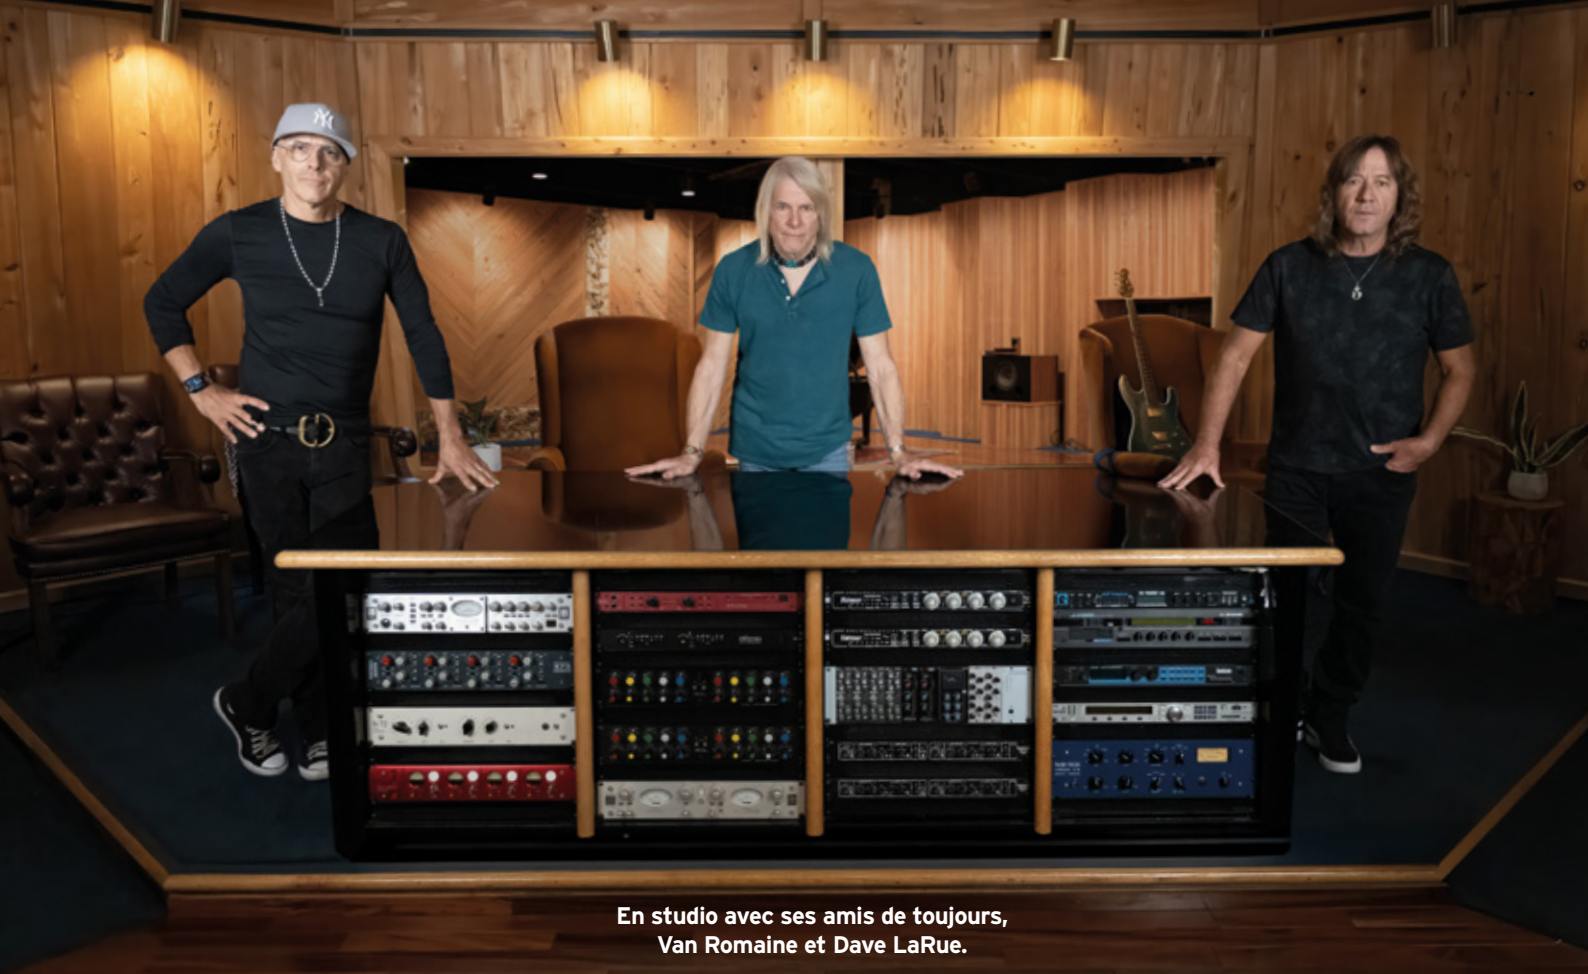 En studio avec ses amis de toujours,
Van Romaine et Dave LaRue.